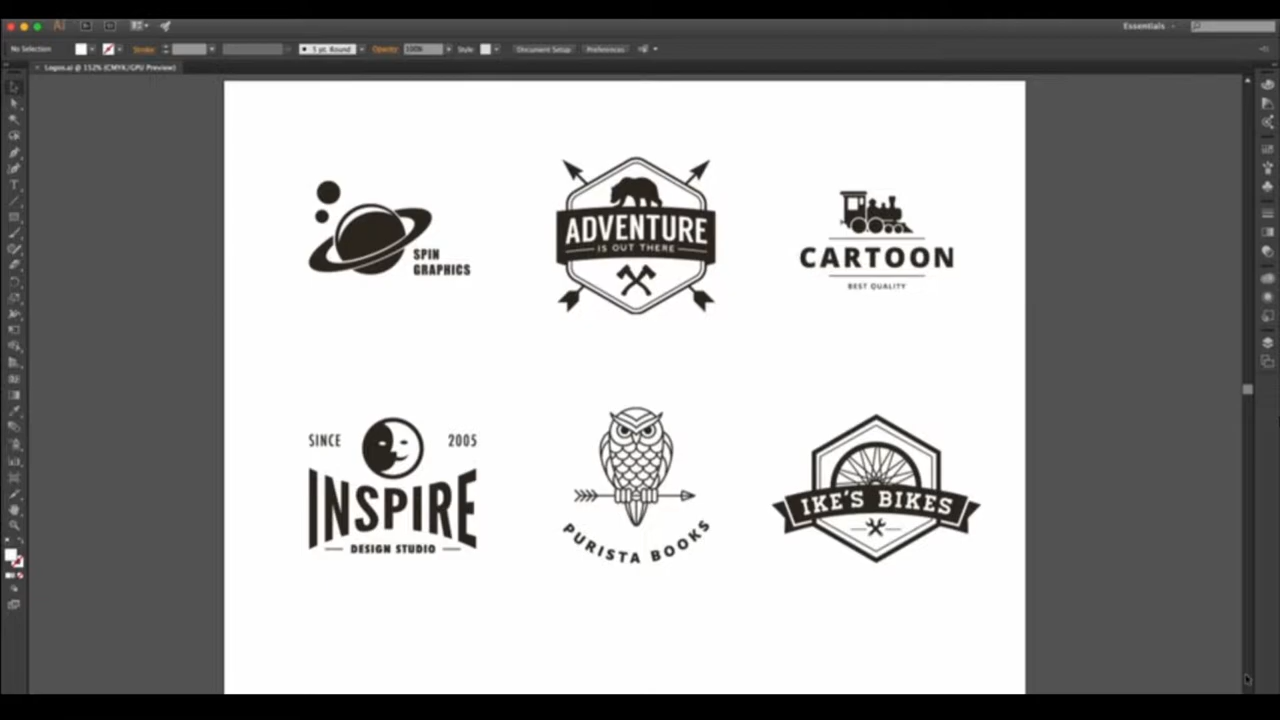 Ai
Essentials
No Selection
Stroke
5 pt. Round
Opacity
100%
Style
Document Setup
Preferences
Logos.ai @ 152% (CMYK/GPU Preview)
SPIN
GRAPHICS
ADVENTURE
IS OUT THERE
CARTOON
BEST QUALITY
SINCE
2005
INSPIRE
DESIGN STUDIO
PURISTA BOOKS
IKE'S BIKES